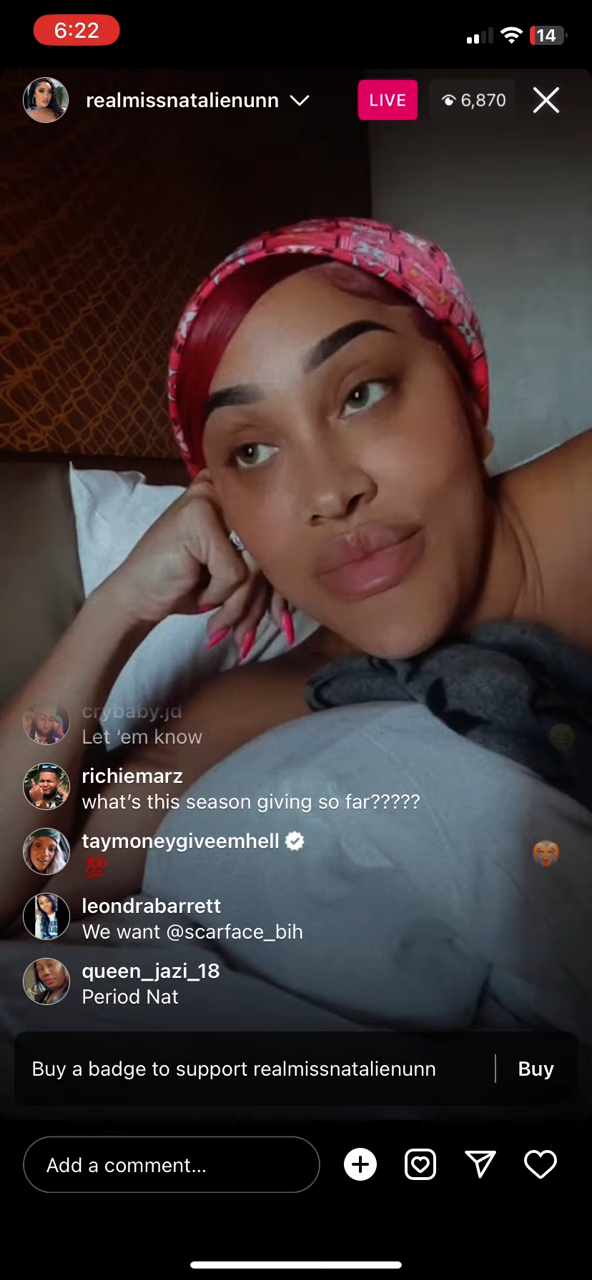 6:22
14
realmissnatalienunn
LIVE
6,870
crybaby.jd
Let ‘em know
richiemarz
what’s this season giving so far?????
taymoneygiveemhell
💯
leondrabarrett
We want @scarface_bih
queen_jazi_18
Period Nat
Buy a badge to support realmissnatalienunn
Buy
Add a comment...